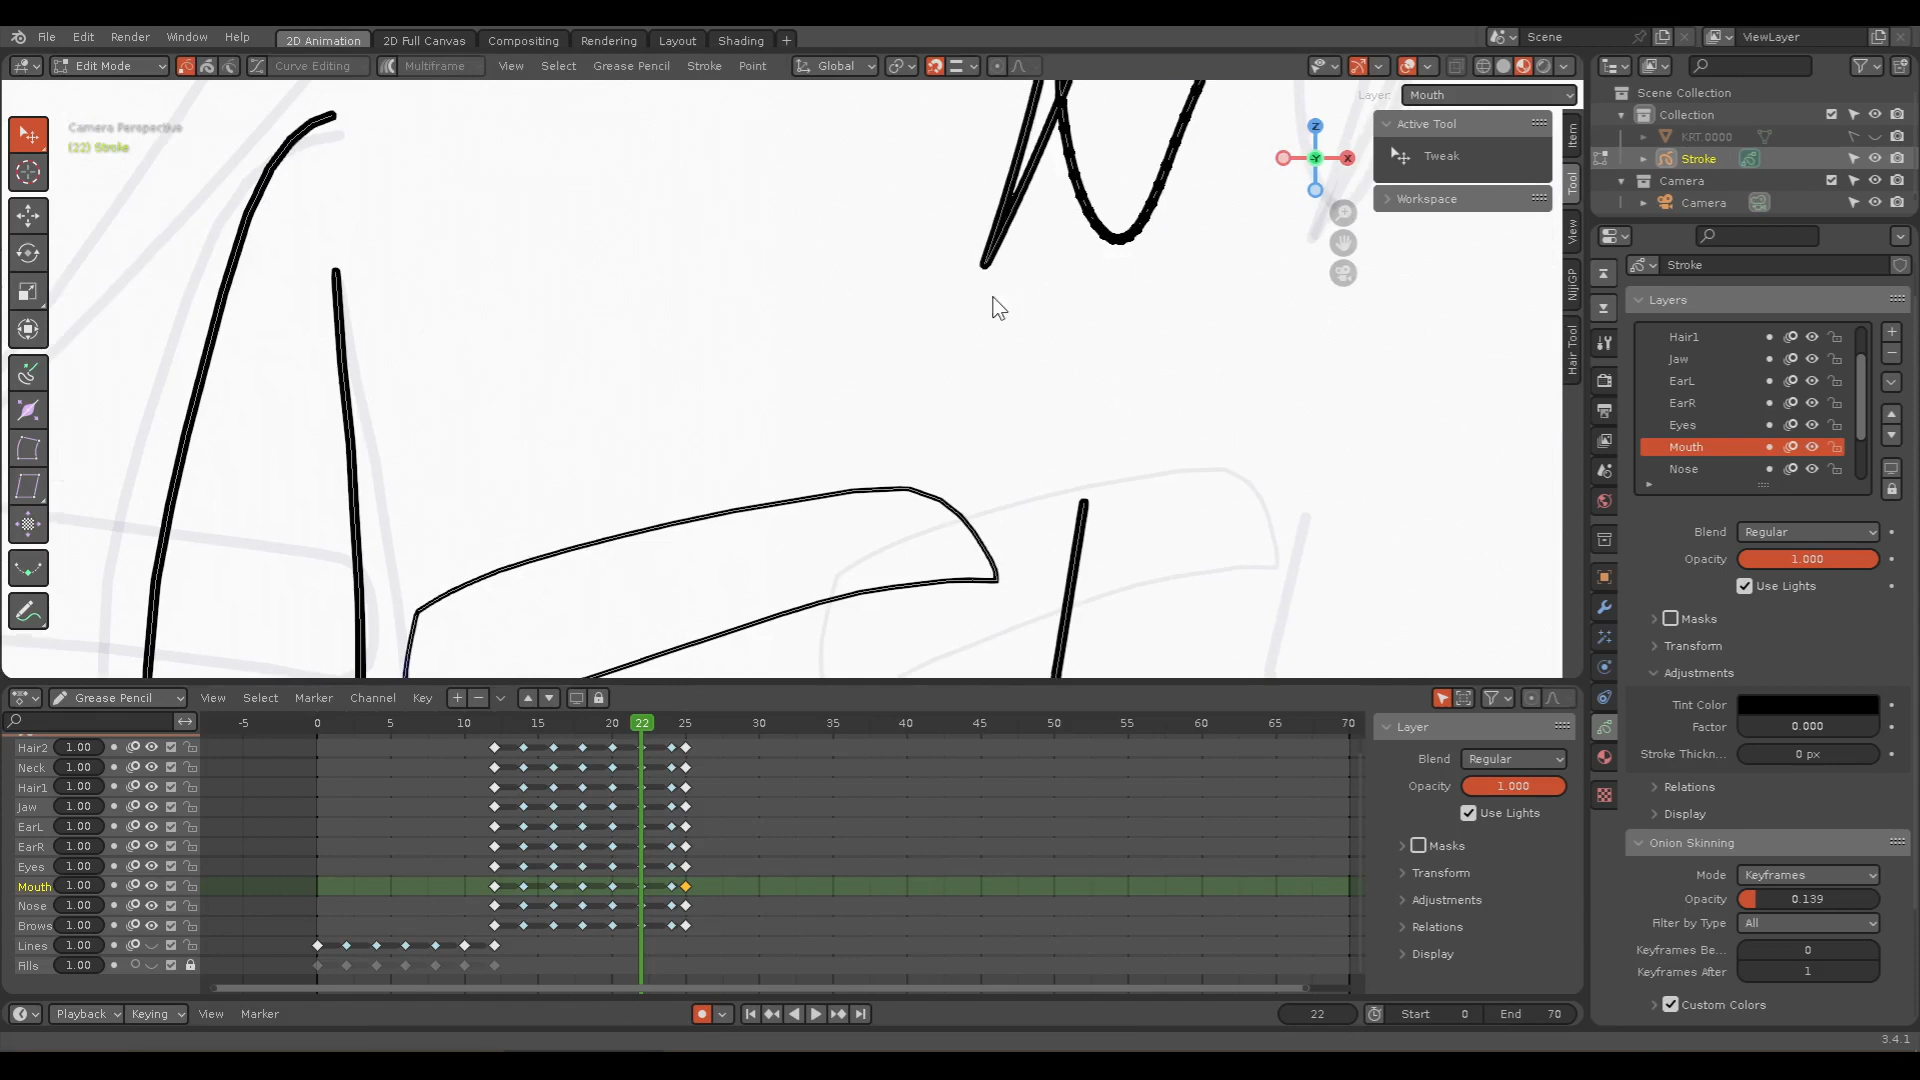 File Edit Render Window Help 2D Animation 2D Full Canvas Compositing Rendering Layout Shading + Scene ViewLayer
Edit Mode Curve Editing Multiframe View Select Grease Pencil Stroke Point Global
Layer: Mouth
Camera Perspective
(22) Stroke
Active Tool
Tweak
Workspace
Item
Tool
View
NijiGP
Hair Tool
Z
-Y
X
Scene Collection
Collection
KRT.0000
Stroke
Camera
Camera
Stroke
Layers
Hair1
Jaw
EarL
EarR
Eyes
Mouth
Nose
Blend Regular
Opacity 1.000
Use Lights
Masks
Transform
Adjustments
Tint Color
Factor 0.000
Stroke Thickn... 0 px
Relations
Display
Onion Skinning
Mode Keyframes
Opacity 0.139
Filter by Type All
Keyframes Be... 0
Keyframes After 1
Custom Colors
Grease Pencil View Select Marker Channel Key
-5 0 5 10 15 20 22 25 30 35 40 45 50 55 60 65 70
Hair2 1.00
Neck 1.00
Hair1 1.00
Jaw 1.00
EarL 1.00
EarR 1.00
Eyes 1.00
Mouth 1.00
Nose 1.00
Brows 1.00
Lines 1.00
Fills 1.00
Layer
Blend Regular
Opacity 1.000
Use Lights
Masks
Transform
Adjustments
Relations
Display
Playback Keying View Marker 22 Start 0 End 70
3.4.1